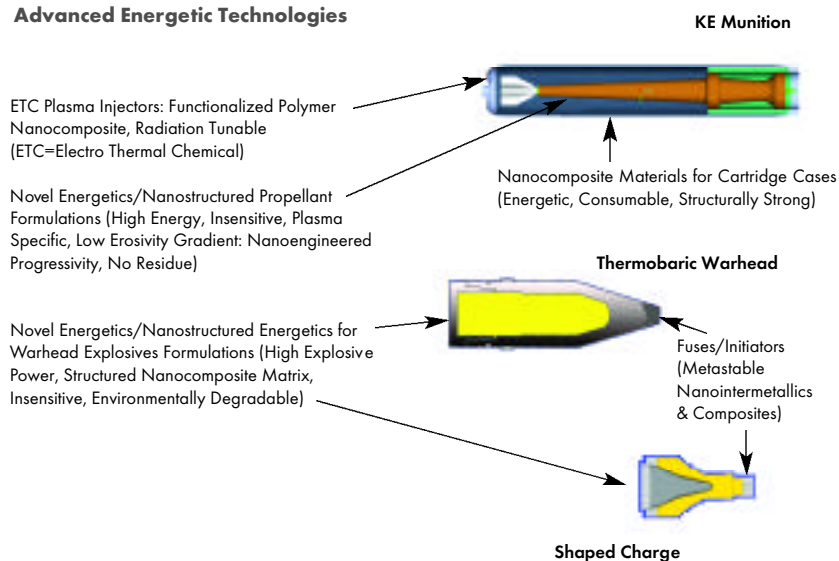 Advanced Energetic Technologies
KE Munition
ETC Plasma Injectors: Functionalized Polymer
Nanocomposite, Radiation Tunable
(ETC=Electro Thermal Chemical)
Nanocomposite Materials for Cartridge Cases
(Energetic, Consumable, Structurally Strong)
Novel Energetics/Nanostructured Propellant
Formulations (High Energy, Insensitive, Plasma
Specific, Low Erosivity Gradient: Nanoengineered
Progressivity, No Residue)
Thermobaric Warhead
Novel Energetics/Nanostructured Energetics for
Warhead Explosives Formulations (High Explosive
Power, Structured Nanocomposite Matrix,
Insensitive, Environmentally Degradable)
Fuses/Initiators
(Metastable
Nanointermetallics
& Composites)
Shaped Charge